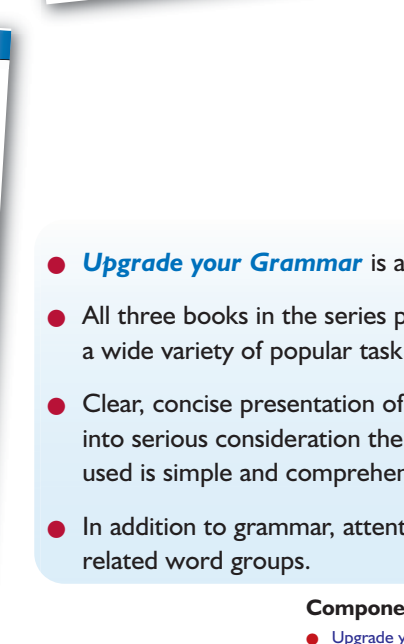 ● Upgrade your Grammar is a
● All three books in the series p
a wide variety of popular task
● Clear, concise presentation of
into serious consideration the
used is simple and comprehen
● In addition to grammar, attent
related word groups.
Compone
● Upgrade y